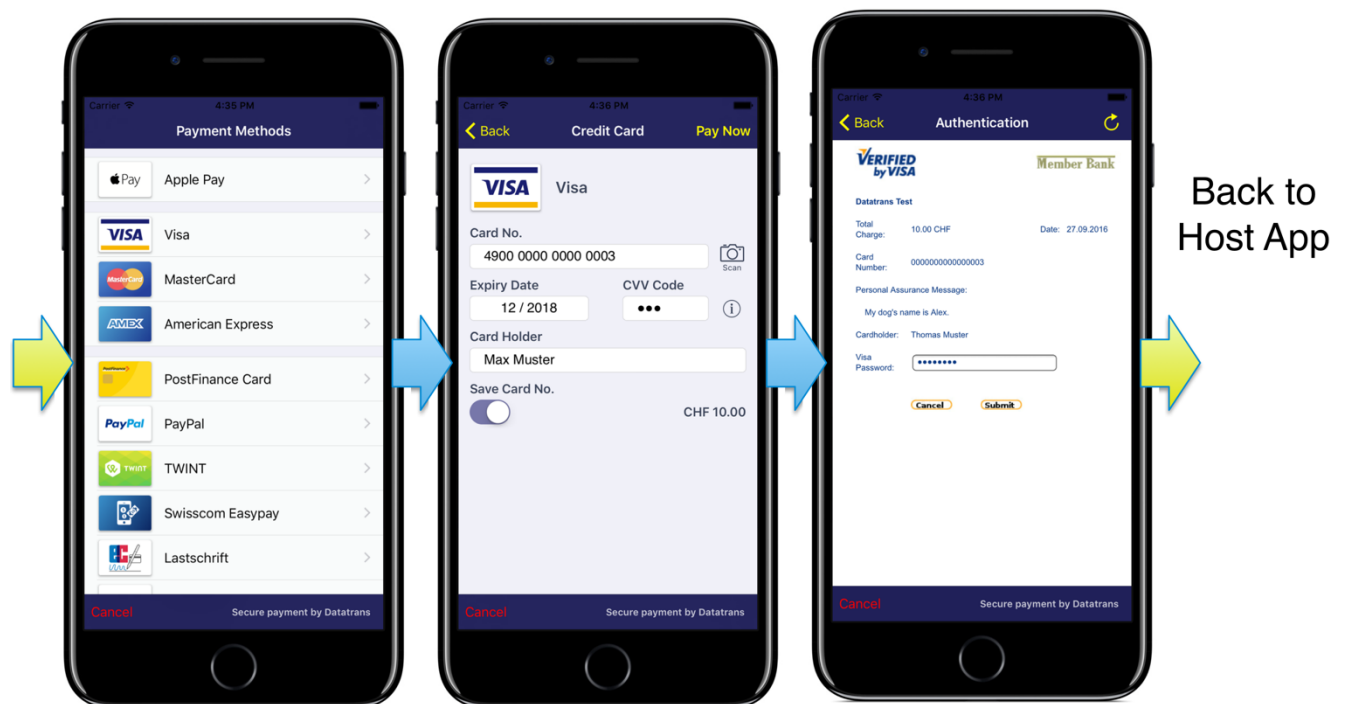 Carrier 4:35 PM
Payment Methods
Pay Apple Pay
VISA Visa
MasterCard MasterCard
AMEX American Express
PostFinance PostFinance Card
PayPal PayPal
TWINT TWINT
Swisscom Easypay
EC Lastschrift
Cancel Secure payment by Datatrans
Carrier 4:36 PM
Back Credit Card Pay Now
VISA Visa
Card No.
4900 0000 0000 0003
Scan
Expiry Date CVV Code
12 / 2018 •••
Card Holder
Max Muster
Save Card No.
CHF 10.00
Cancel Secure payment by Datatrans
Carrier 4:36 PM
Back Authentication
VERIFIED
by VISA
Member Bank
Datatrans Test
Total
Charge: 10.00 CHF Date: 27.09.2016
Card
Number: 0000000000000003
Personal Assurance Message:
My dog's name is Alex.
Cardholder: Thomas Muster
Visa
Password: ••••••••
Cancel Submit
Cancel Secure payment by Datatrans
Back to
Host App